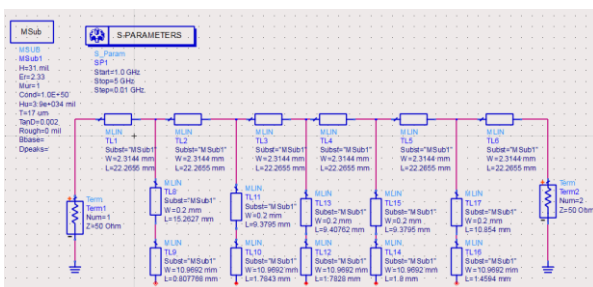 MSub
S-PARAMETERS
MSUB
MSub1
H=31 mil
Er=2.33
Mur=1
Cond=1.0E+50
Hu=3.9e+034 mil
T=17 um
TanD=0.002
Rough=0 mil
Bbase=
Dpeaks=
S_Param
SP1
Start=1.0 GHz
Stop=5 GHz
Step=0.01 GHz
MLIN
TL1
Subst="MSub1"
W=2.3144 mm
L=22.2655 mm
MLIN
TL2
Subst="MSub1"
W=2.3144 mm
L=22.2655 mm
MLIN
TL3
Subst="MSub1"
W=2.3144 mm
L=22.2655 mm
MLIN
TL4
Subst="MSub1"
W=2.3144 mm
L=22.2655 mm
MLIN
TL5
Subst="MSub1"
W=2.3144 mm
L=22.2655 mm
MLIN
TL6
Subst="MSub1"
W=2.3144 mm
L=22.2655 mm
Term
Term1
Num=1
Z=50 Ohm
MLIN
TL8
Subst="MSub1"
W=0.2 mm
L=15.2627 mm
MLIN
TL11
Subst="MSub1"
W=0.2 mm
L=9.3795 mm
MLIN
TL13
Subst="MSub1"
W=0.2 mm
L=9.40762 mm
MLIN
TL15
Subst="MSub1"
W=0.2 mm
L=9.3795 mm
MLIN
TL17
Subst="MSub1"
W=0.2 mm
L=10.854 mm
Term
Term2
Num=2
Z=50 Ohm
MLIN
TL9
Subst="MSub1"
W=10.9692 mm
L=0.807766 mm
MLIN
TL10
Subst="MSub1"
W=10.9692 mm
L=1.7843 mm
MLIN
TL12
Subst="MSub1"
W=10.9692 mm
L=1.7828 mm
MLIN
TL14
Subst="MSub1"
W=10.9692 mm
L=1.8 mm
MLIN
TL16
Subst="MSub1"
W=10.9692 mm
L=1.4594 mm